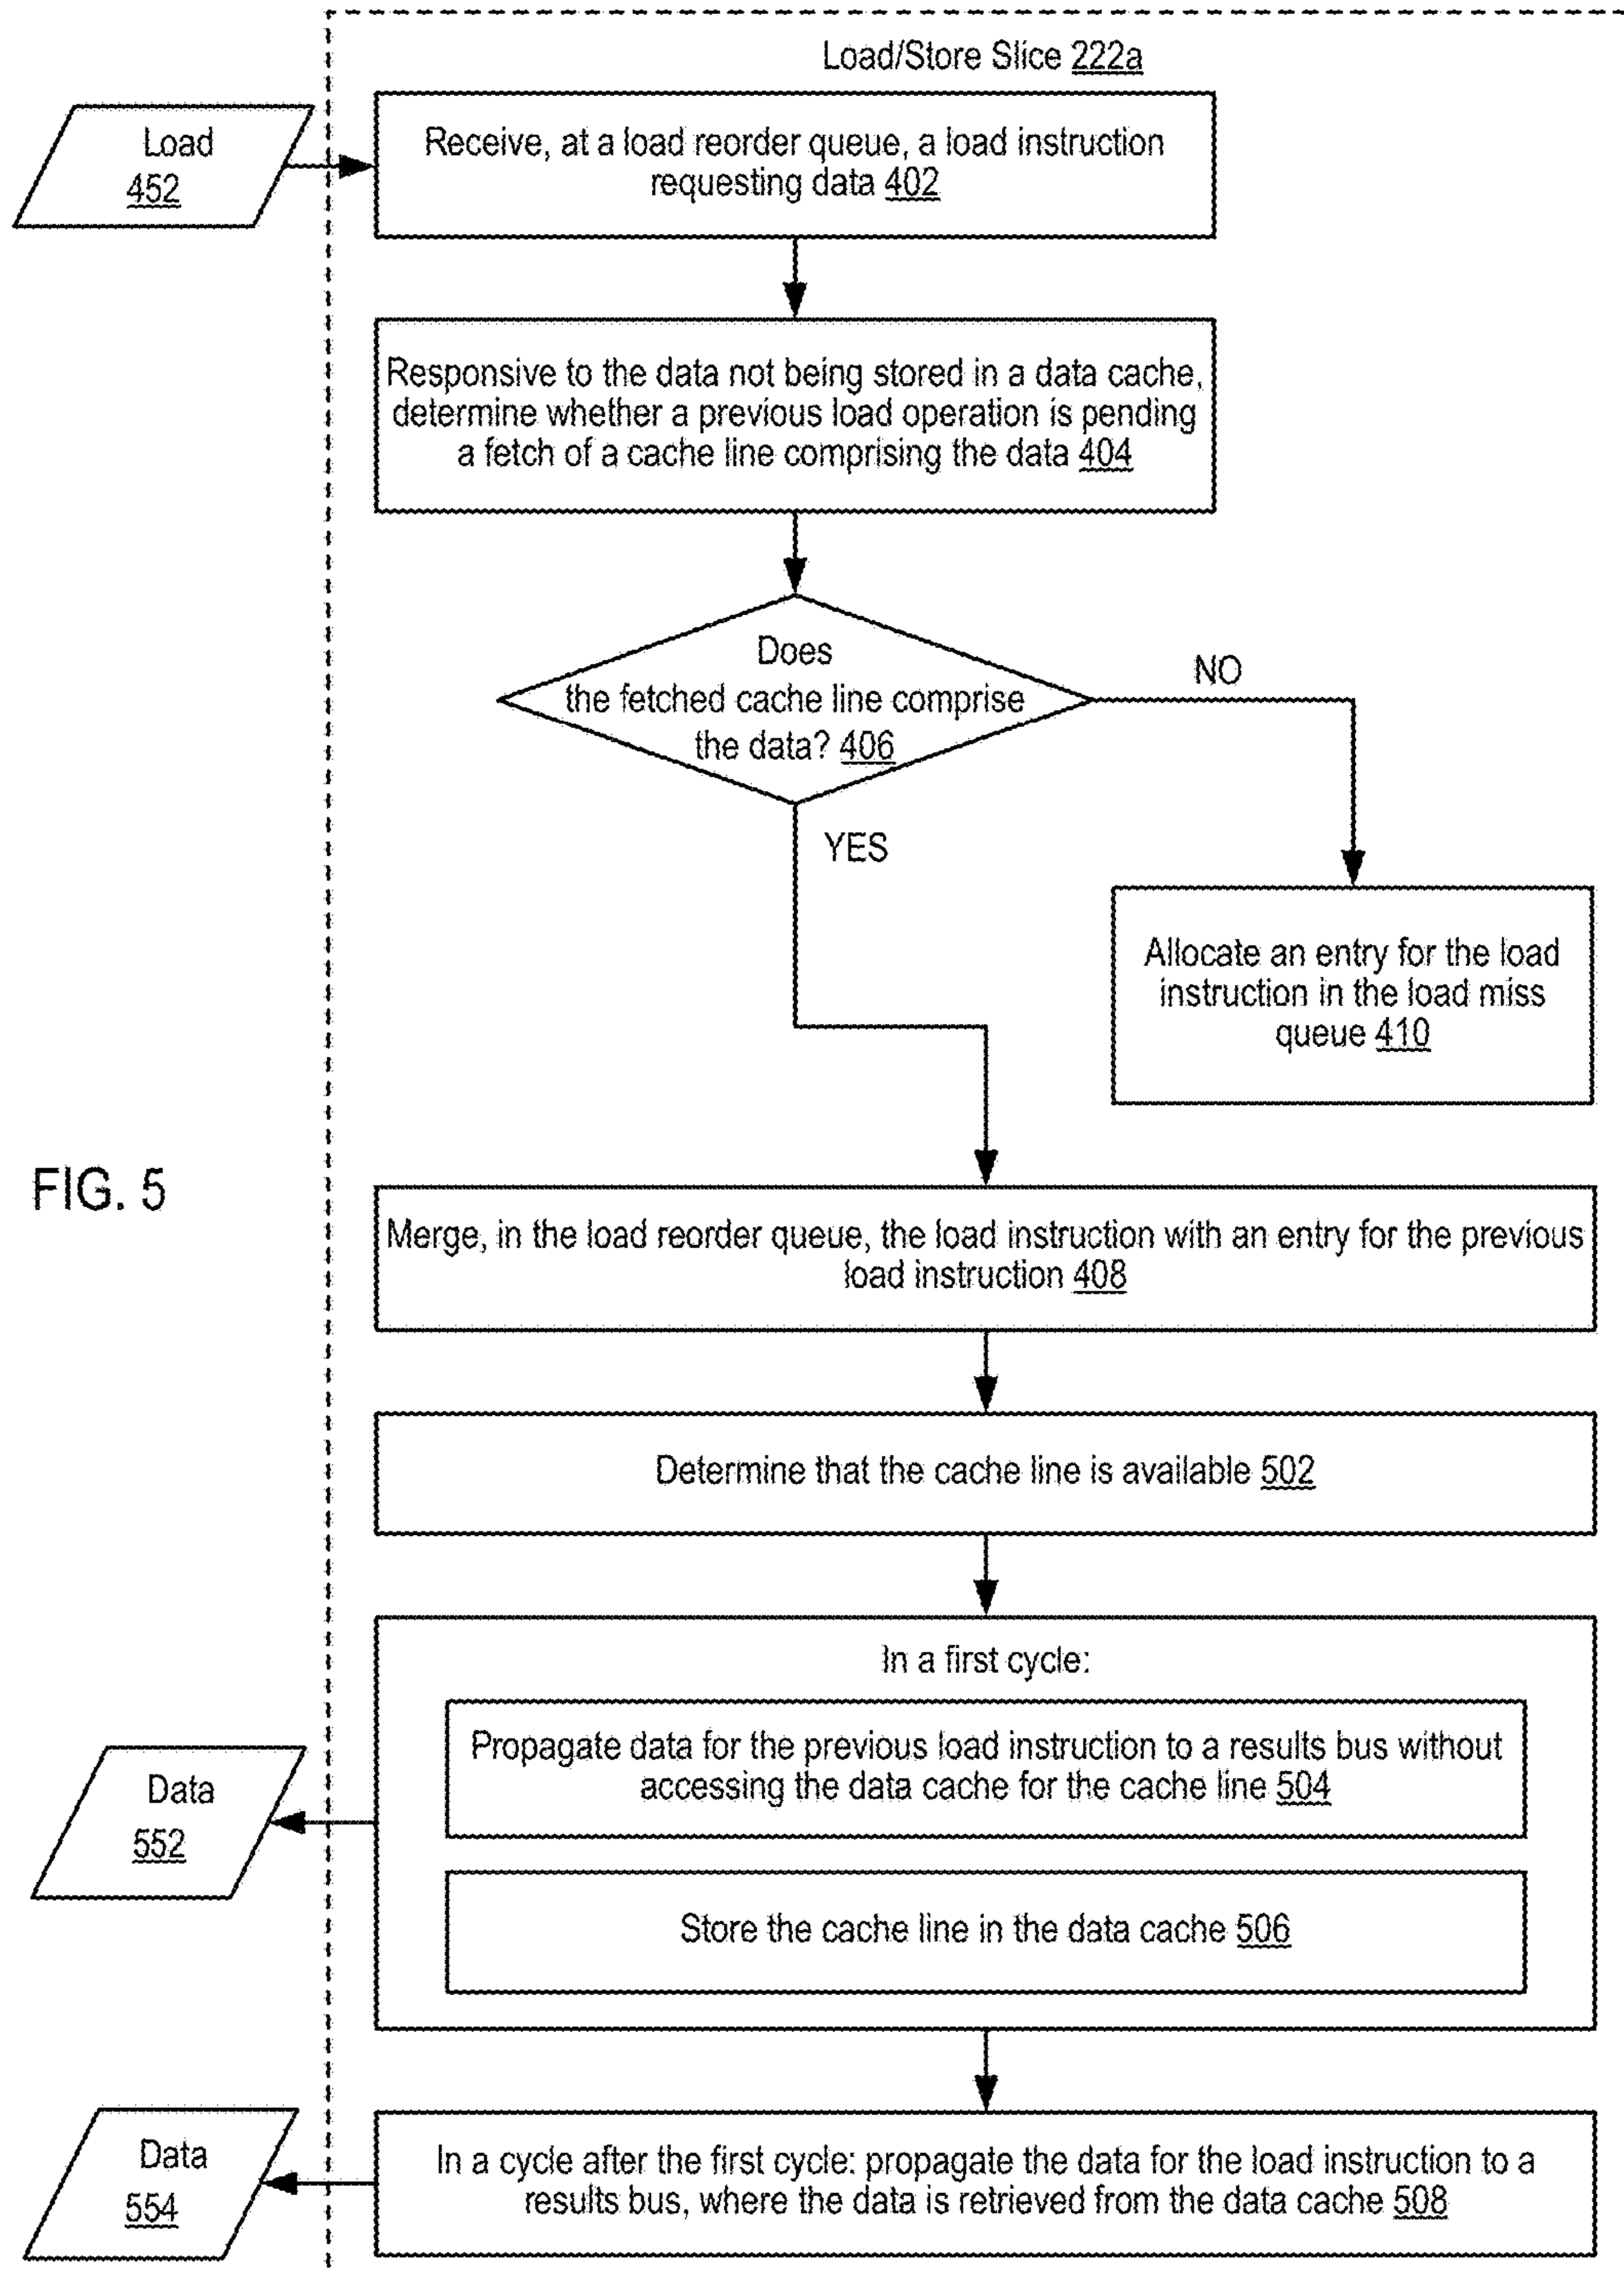 Load/Store Slice 222a
Load
452
Receive, at a load reorder queue, a load instruction
requesting data 402
Responsive to the data not being stored in a data cache,
determine whether a previous load operation is pending
a fetch of a cache line comprising the data 404
Does
the fetched cache line comprise
the data? 406
NO
YES
Allocate an entry for the load
instruction in the load miss
queue 410
FIG. 5
Merge, in the load reorder queue, the load instruction with an entry for the previous
load instruction 408
Determine that the cache line is available 502
In a first cycle:
Propagate data for the previous load instruction to a results bus without
accessing the data cache for the cache line 504
Data
552
Store the cache line in the data cache 506
Data
554
In a cycle after the first cycle: propagate the data for the load instruction to a
results bus, where the data is retrieved from the data cache 508